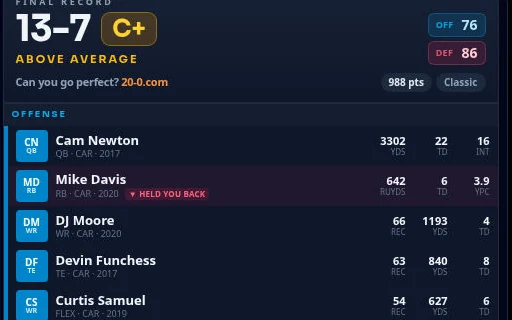 FINAL RECORD
13–7 C+
OFF 76
DEF 86
ABOVE AVERAGE
Can you go perfect? 20-0.com
988 pts Classic
OFFENSE
CN QB Cam Newton 3302 22 16
QB · CAR · 2017 YDS TD INT
MD RB Mike Davis 642 6 3.9
RB · CAR · 2020 ▼ HELD YOU BACK RUYDS TD YPC
DM WR DJ Moore 66 1193 4
WR · CAR · 2020 REC YDS TD
DF TE Devin Funchess 63 840 8
TE · CAR · 2017 REC YDS TD
CS WR Curtis Samuel 54 627 6
FLEX · CAR · 2019 REC YDS TD